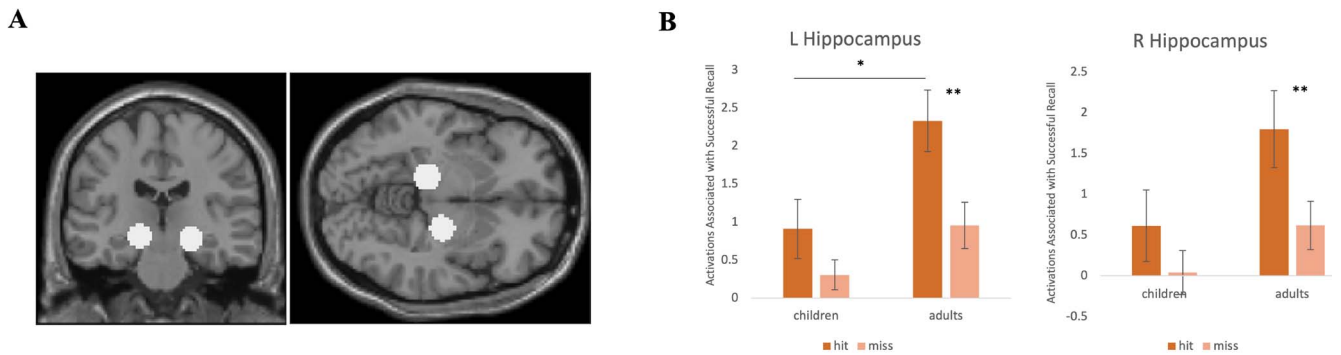 A
B
L Hippocampus
Activations Associated with Successful Recall
3
2.5
2
1.5
1
0.5
0
*
**
children
adults
hit
miss
R Hippocampus
Activations Associated with Successful Recall
2.5
2
1.5
1
0.5
0
-0.5
**
children
adults
hit
miss